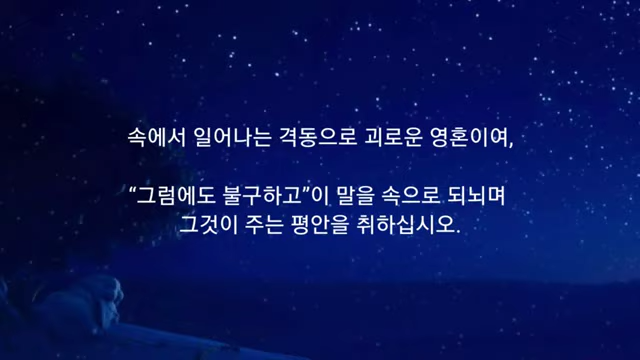 속에서 일어나는 격동으로 괴로운 영혼이여,
“그럼에도 불구하고”이 말을 속으로 되뇌며
그것이 주는 평안을 취하십시오.